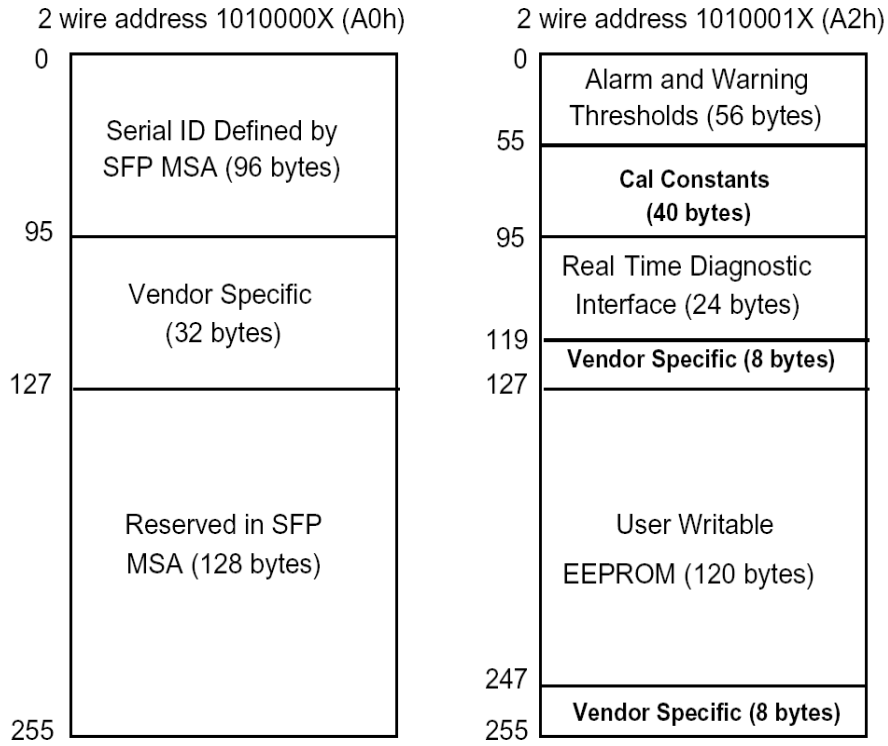 2 wire address 1010000X (A0h)
0
Serial ID Defined by
SFP MSA (96 bytes)
95
Vendor Specific
(32 bytes)
127
Reserved in SFP
MSA (128 bytes)
255
2 wire address 1010001X (A2h)
0
Alarm and Warning
Thresholds (56 bytes)
55
Cal Constants
(40 bytes)
95
Real Time Diagnostic
Interface (24 bytes)
119
Vendor Specific (8 bytes)
127
User Writable
EEPROM (120 bytes)
247
Vendor Specific (8 bytes)
255